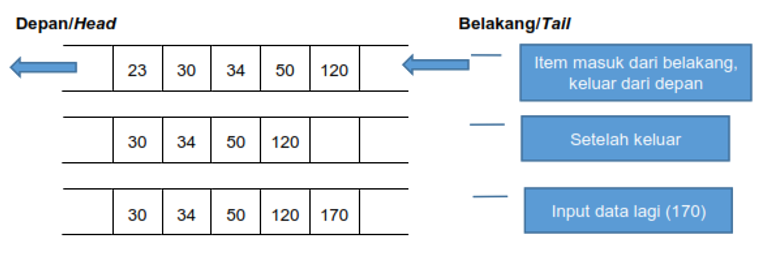 Depan/Head Belakang/Tail
23 30 34 50 120
Item masuk dari belakang,
keluar dari depan
30 34 50 120
Setelah keluar
30 34 50 120 170
Input data lagi (170)